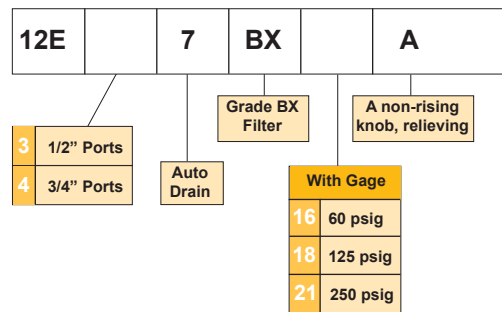 12E 7 BX A
Grade BX
Filter
A non-rising
knob, relieving
3 1/2” Ports
4 3/4” Ports
Auto
Drain
With Gage
16 60 psig
18 125 psig
21 250 psig